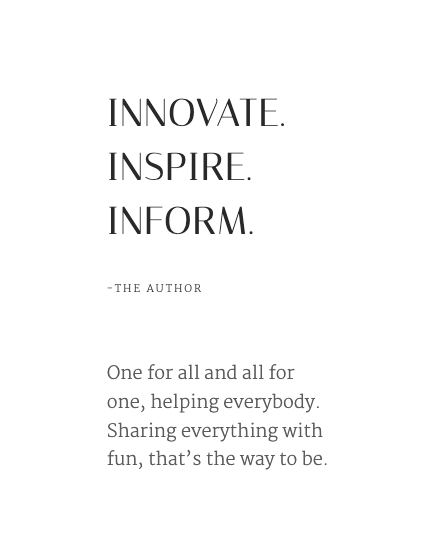 INNOVATE.
INSPIRE.
INFORM.
-THE AUTHOR
One for all and all for
one, helping everybody.
Sharing everything with
fun, that’s the way to be.